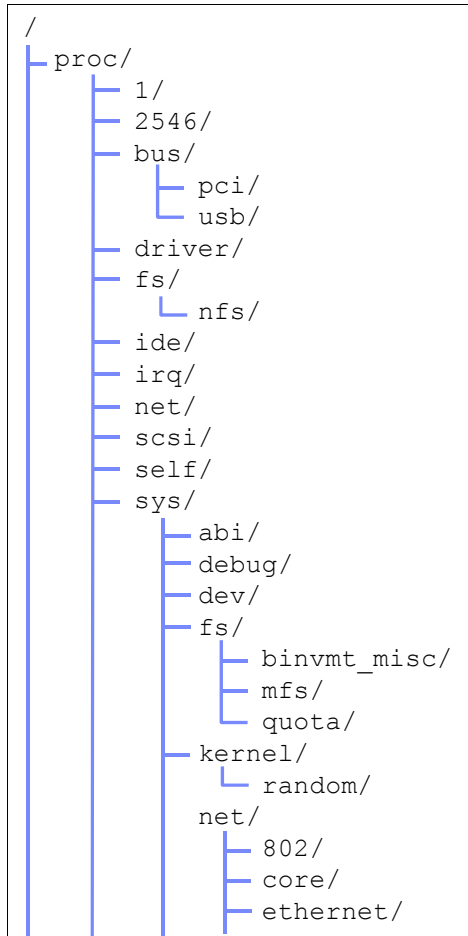 /
proc/
1/
2546/
bus/
pci/
usb/
driver/
fs/
nfs/
ide/
irq/
net/
scsi/
self/
sys/
abi/
debug/
dev/
fs/
binvmt_misc/
mfs/
quota/
kernel/
random/
net/
802/
core/
ethernet/